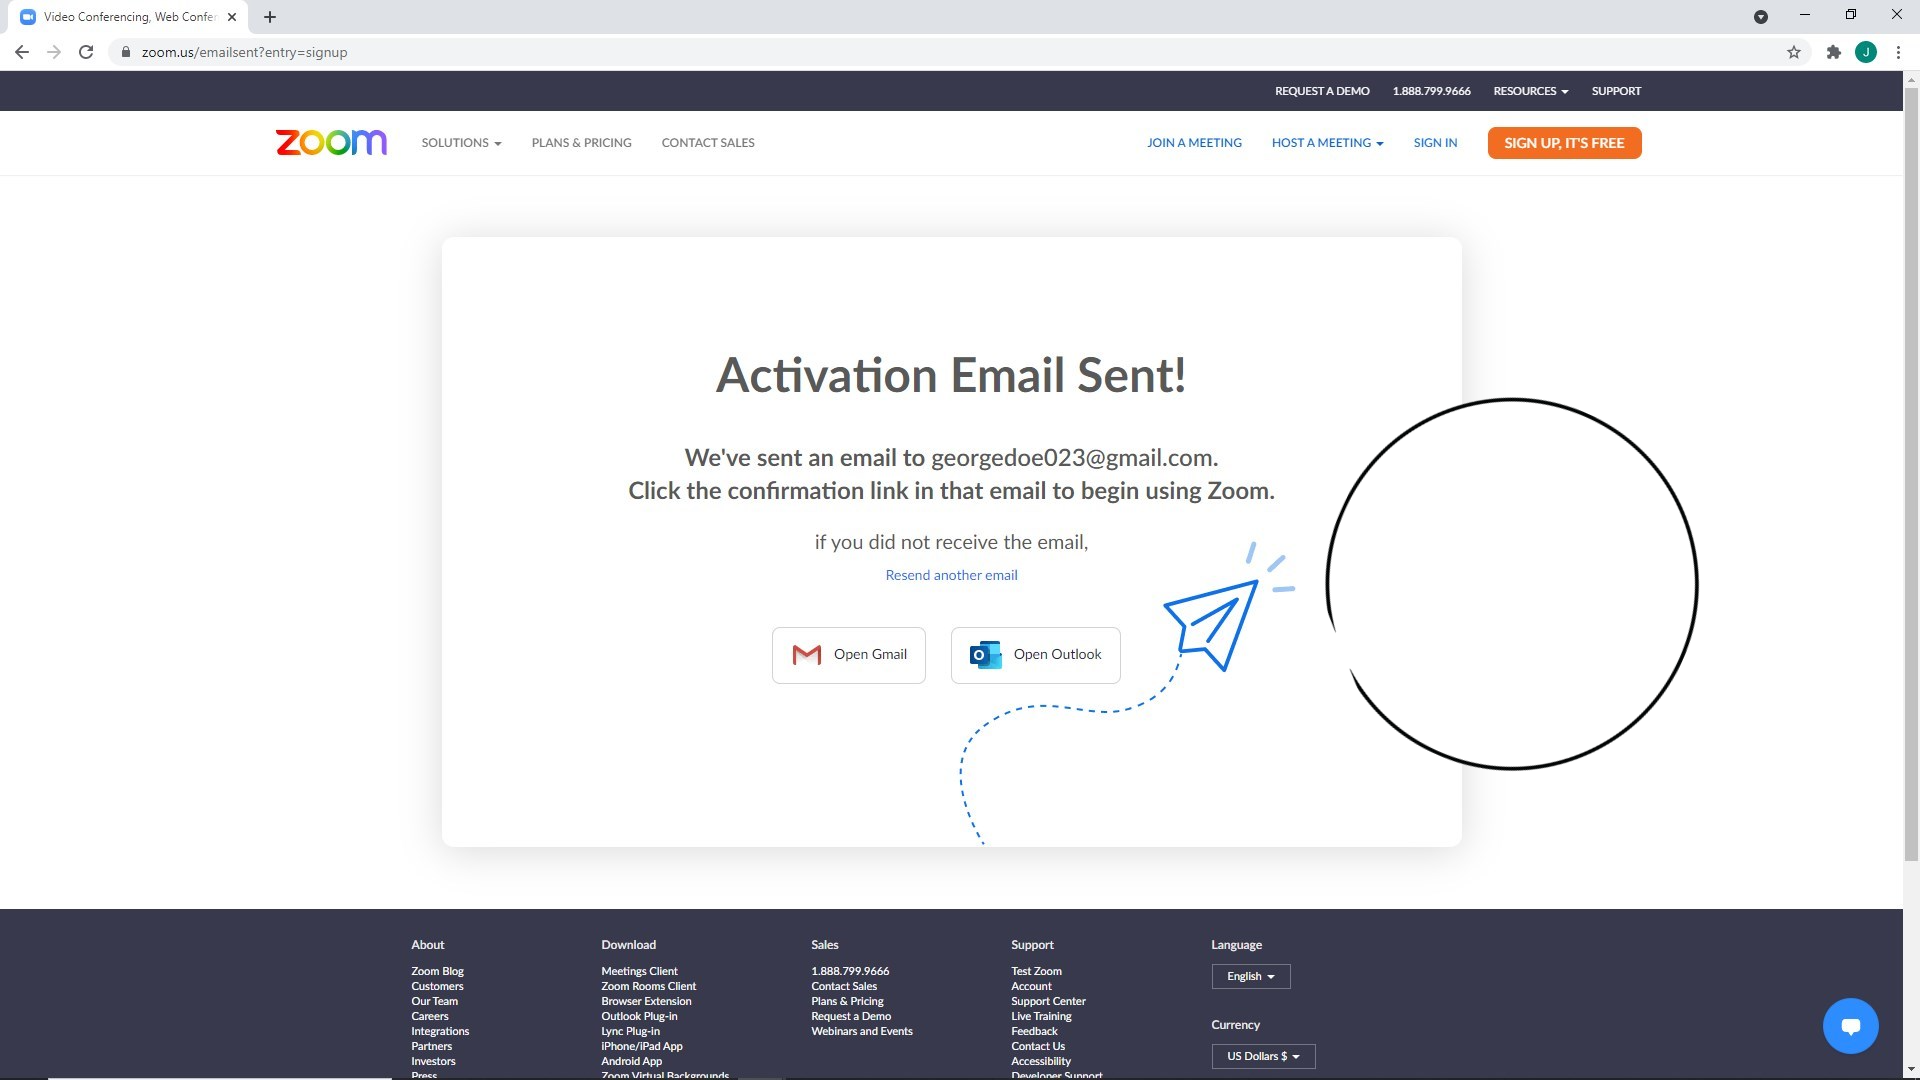 Video Conferencing, Web Confer
zoom.us/emailsent?entry=signup
J
REQUEST A DEMO 1.888.799.9666 RESOURCES SUPPORT
zoom SOLUTIONS PLANS & PRICING CONTACT SALES JOIN A MEETING HOST A MEETING SIGN IN SIGN UP, IT'S FREE
Activation Email Sent!
We've sent an email to georgedoe023@gmail.com.
Click the confirmation link in that email to begin using Zoom.
if you did not receive the email,
Resend another email
Open Gmail
Open Outlook
About
Zoom Blog
Customers
Our Team
Careers
Integrations
Partners
Investors
Press
Download
Meetings Client
Zoom Rooms Client
Browser Extension
Outlook Plug-in
Lync Plug-in
iPhone/iPad App
Android App
Zoom Virtual Backgrounds
Sales
1.888.799.9666
Contact Sales
Plans & Pricing
Request a Demo
Webinars and Events
Support
Test Zoom
Account
Support Center
Live Training
Feedback
Contact Us
Accessibility
Developer Support
Language
English
Currency
US Dollars $